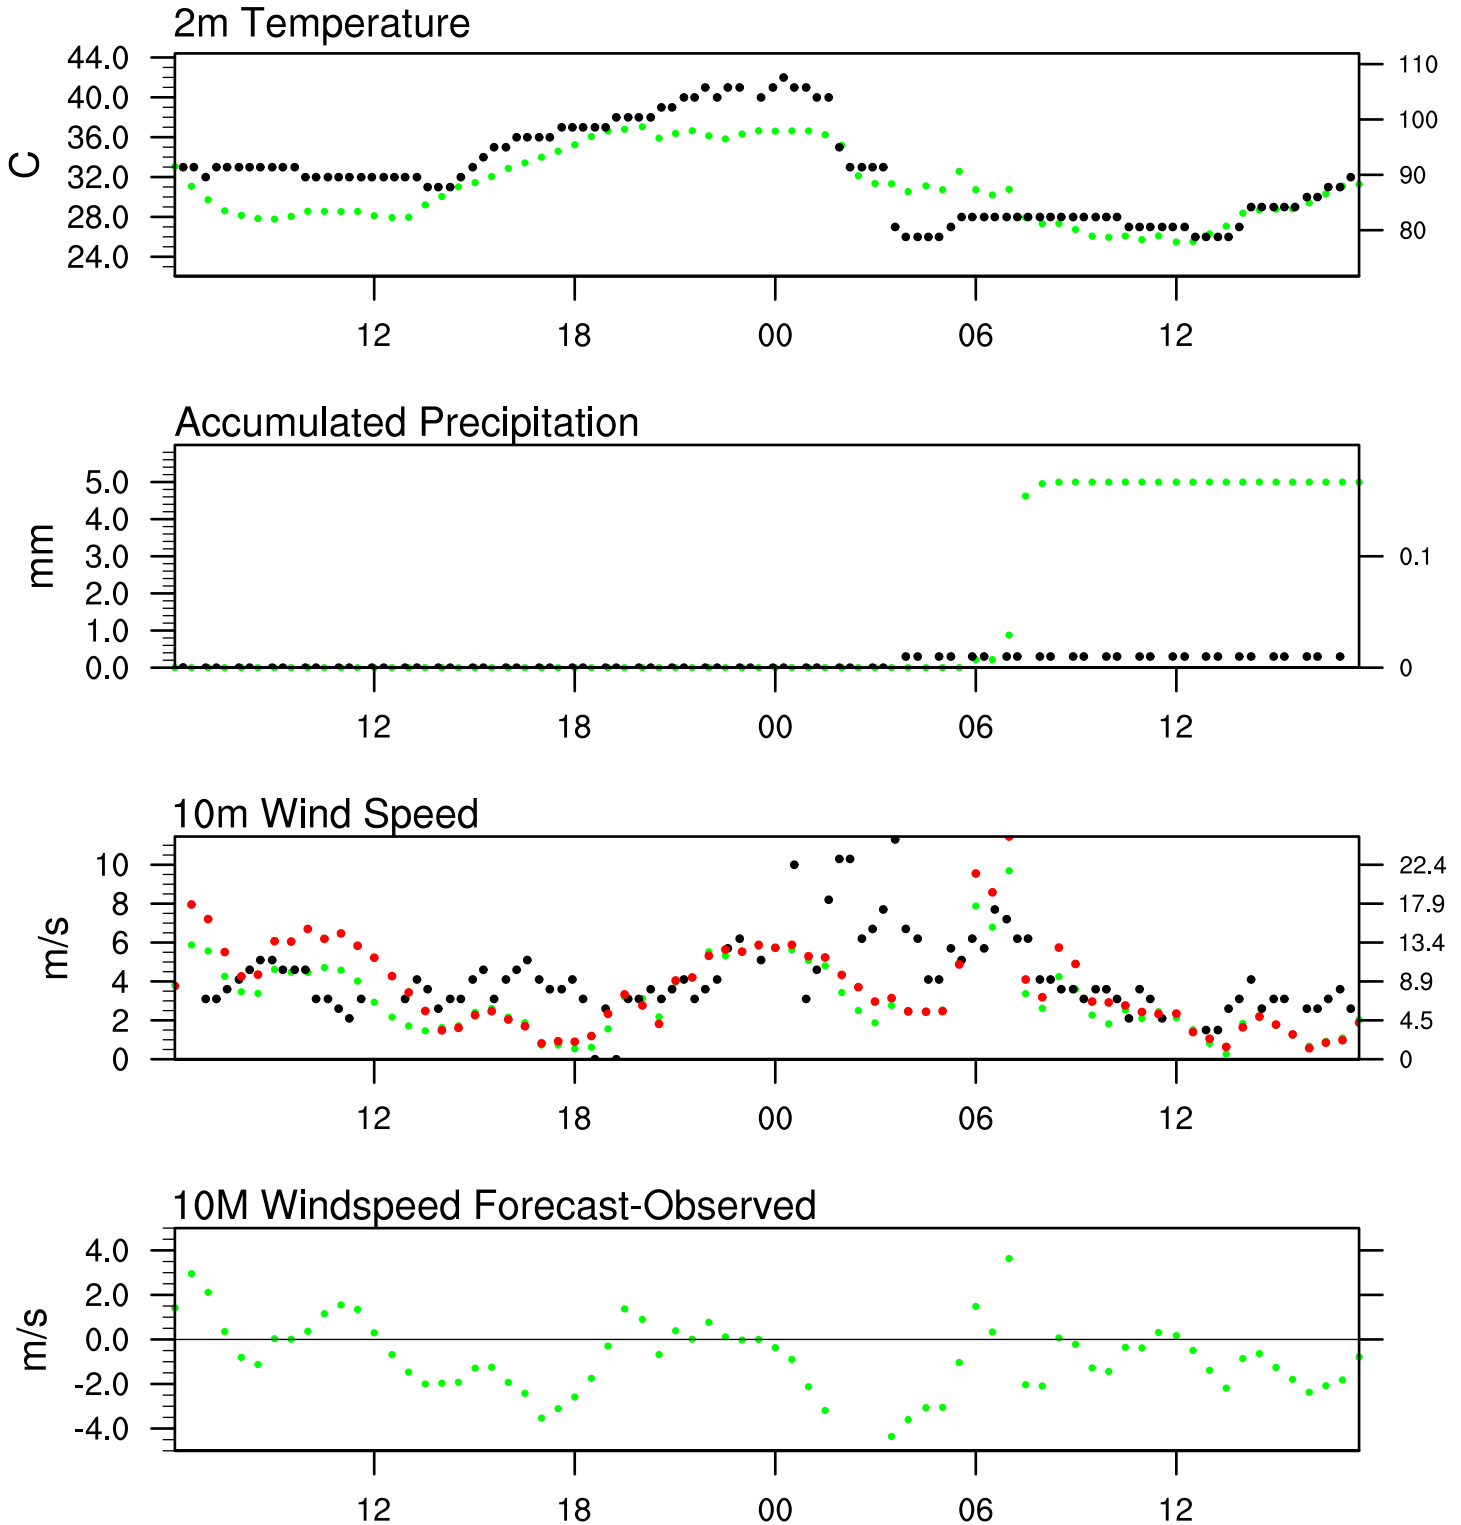 2m Temperature
C
44.0
40.0
36.0
32.0
28.0
24.0
110
100
90
80
12 18 00 06 12
Accumulated Precipitation
mm
5.0
4.0
3.0
2.0
1.0
0.0
0.1
0
12 18 00 06 12
10m Wind Speed
m/s
10
8
6
4
2
0
22.4
17.9
13.4
8.9
4.5
0
12 18 00 06 12
10M Windspeed Forecast-Observed
m/s
4.0
2.0
0.0
-2.0
-4.0
12 18 00 06 12